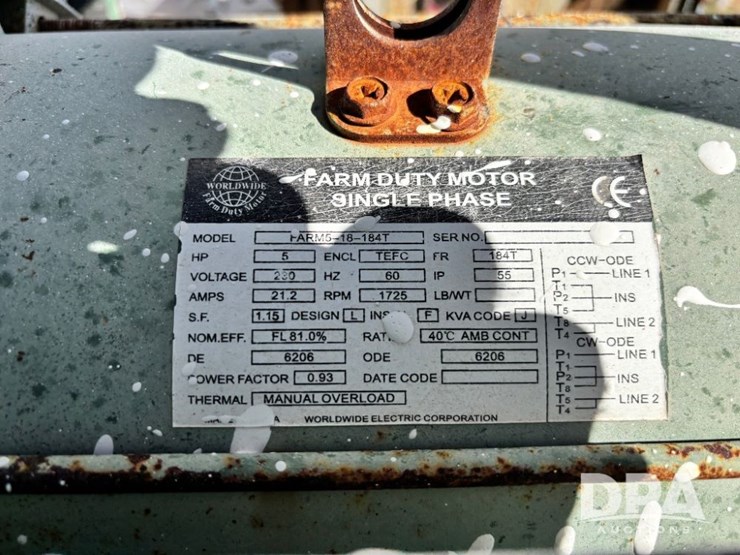 WORLDWIDE
Farm Duty Motor
FARM DUTY MOTOR
SINGLE PHASE
CE
MODEL FARM5-18-184T SER NO.
HP 5 ENCL TEFC FR 184T
VOLTAGE 230 HZ 60 IP 55
AMPS 21.2 RPM 1725 LB/WT
S.F. 1.15 DESIGN L INS F KVA CODE J
NOM.EFF. FL 81.0% 40°C AMB CONT
DE 6206 ODE 6206
POWER FACTOR 0.93 DATE CODE
THERMAL MANUAL OVERLOAD
WORLDWIDE ELECTRIC CORPORATION
CCW-ODE
P1 LINE 1
T1
P2 INS
T5
T8 LINE 2
T4
CW-ODE
P1 LINE 1
T1
P2 INS
T8
T5 LINE 2
T4
DPA
AUCTIONS